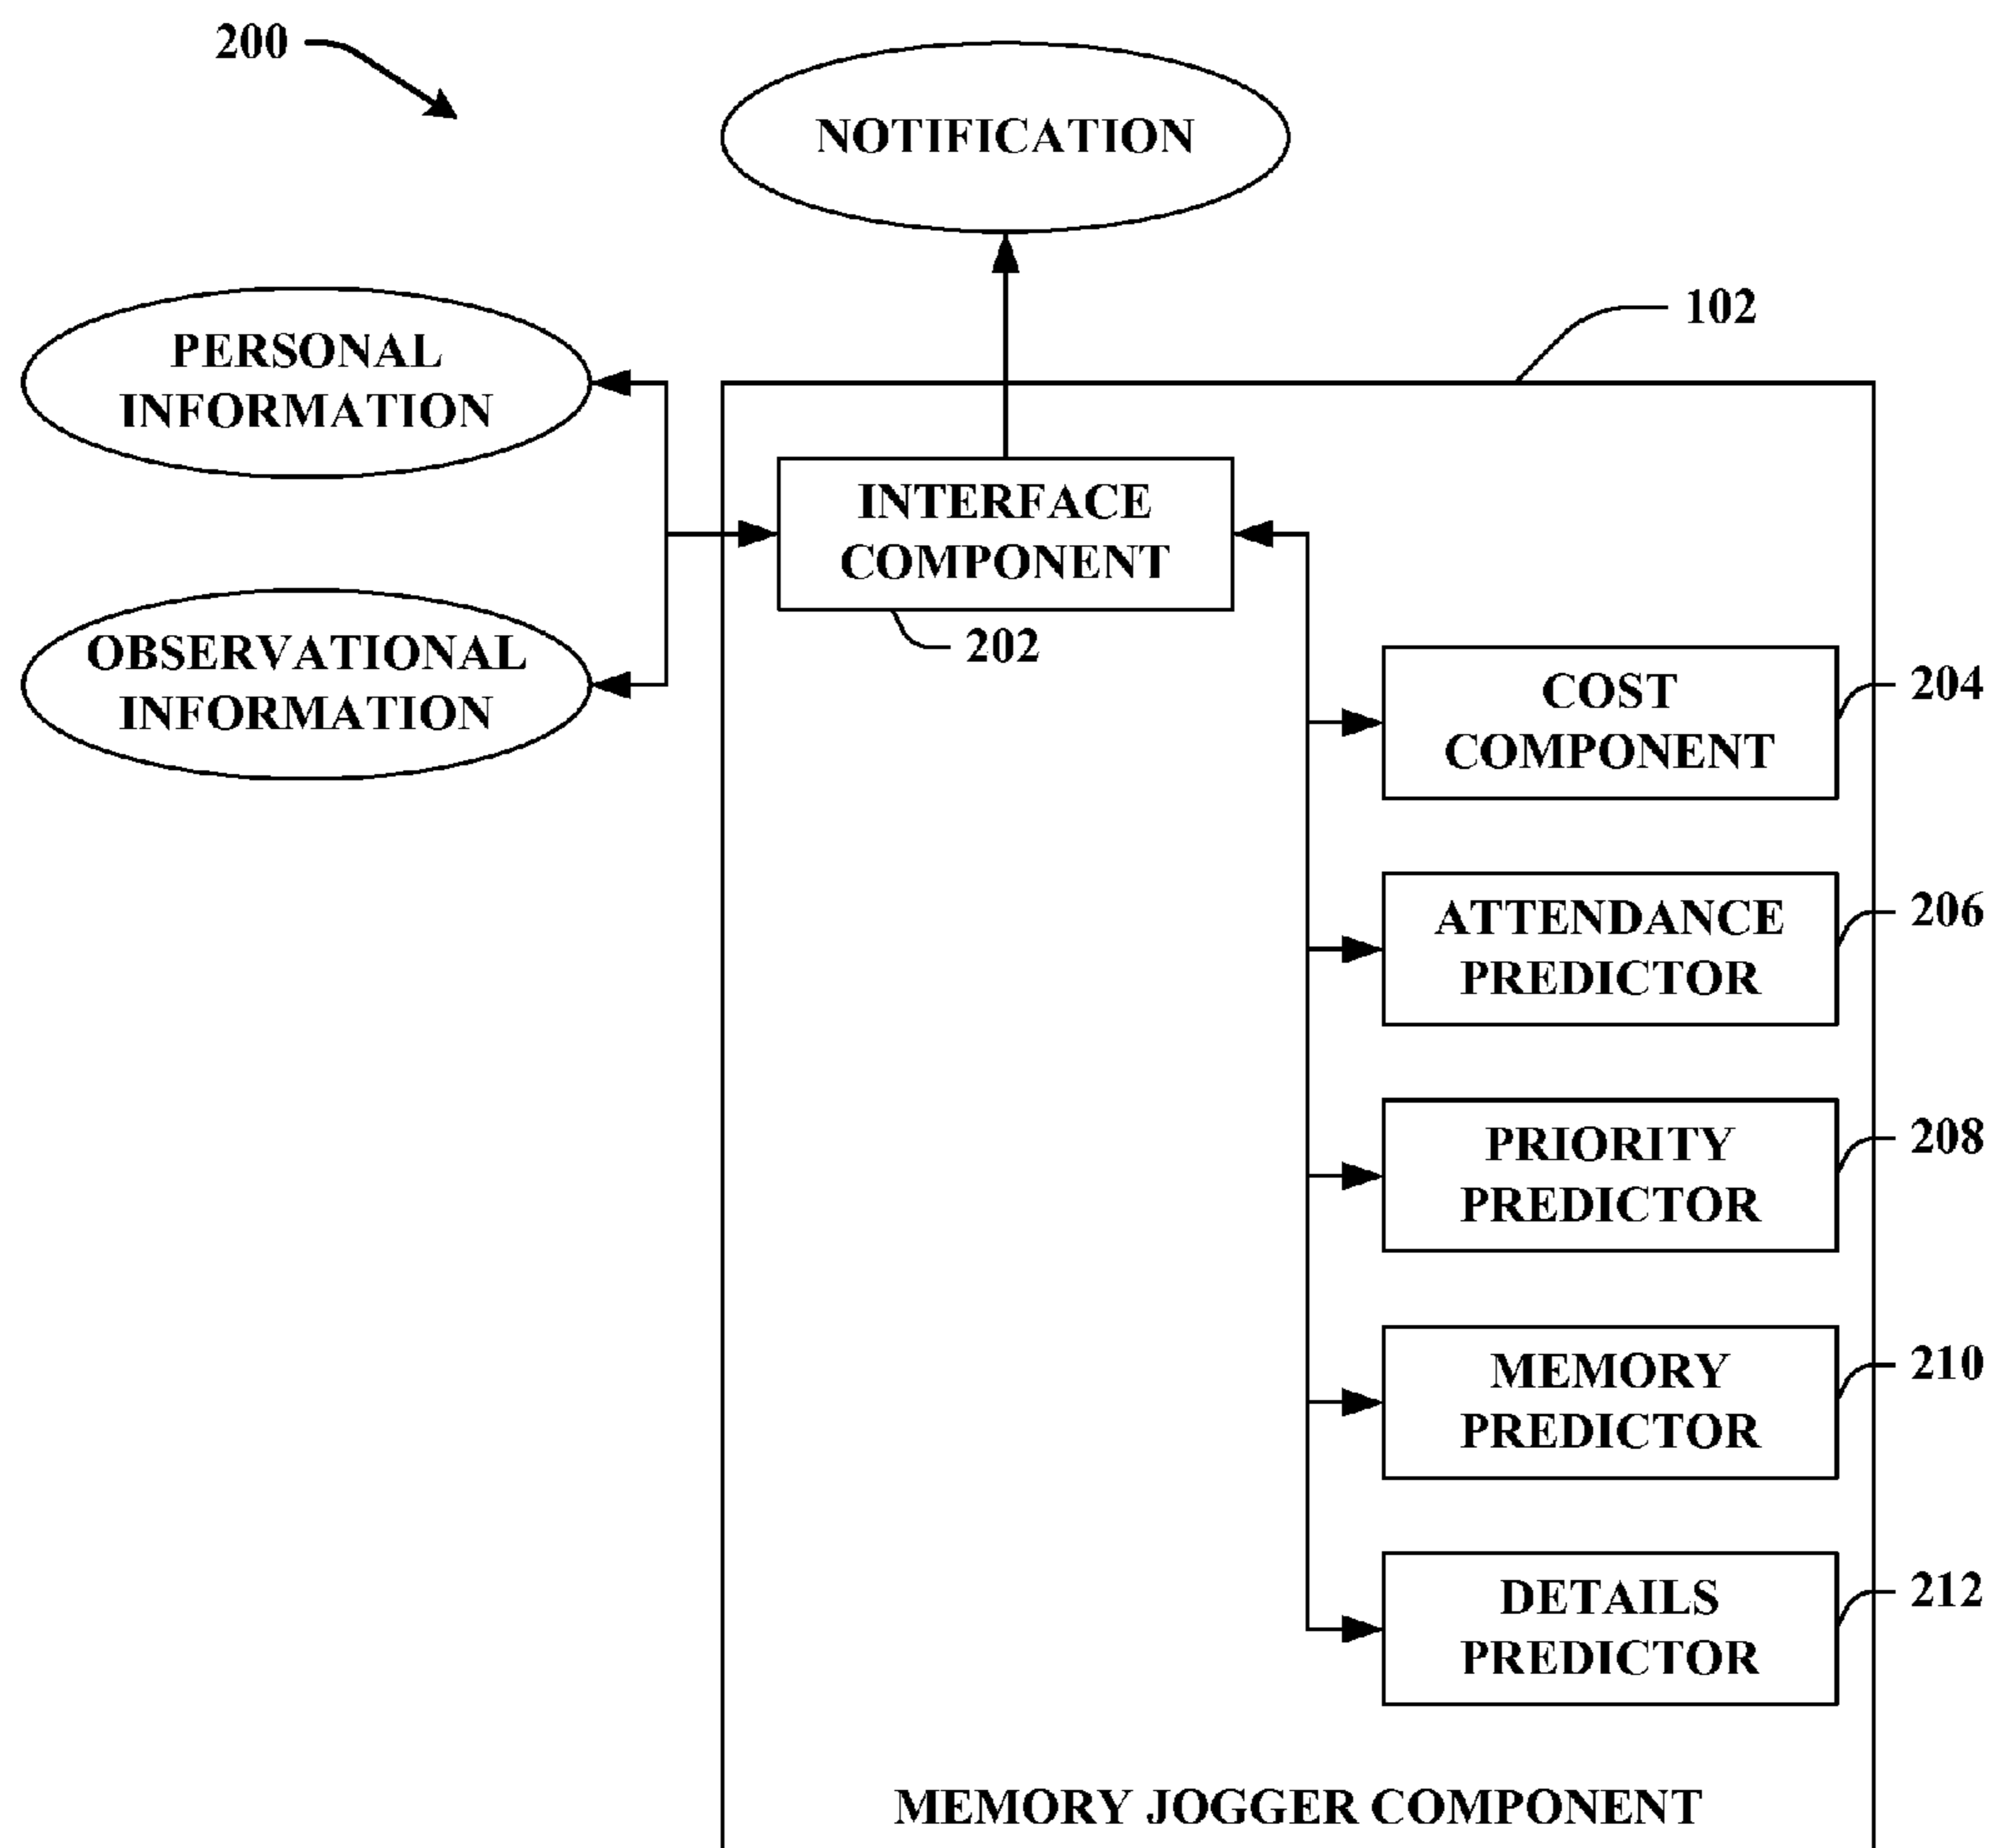 200
NOTIFICATION
102
PERSONAL
INFORMATION
INTERFACE
COMPONENT
202
OBSERVATIONAL
INFORMATION
COST
COMPONENT
204
ATTENDANCE
PREDICTOR
206
PRIORITY
PREDICTOR
208
MEMORY
PREDICTOR
210
DETAILS
PREDICTOR
212
MEMORY JOGGER COMPONENT